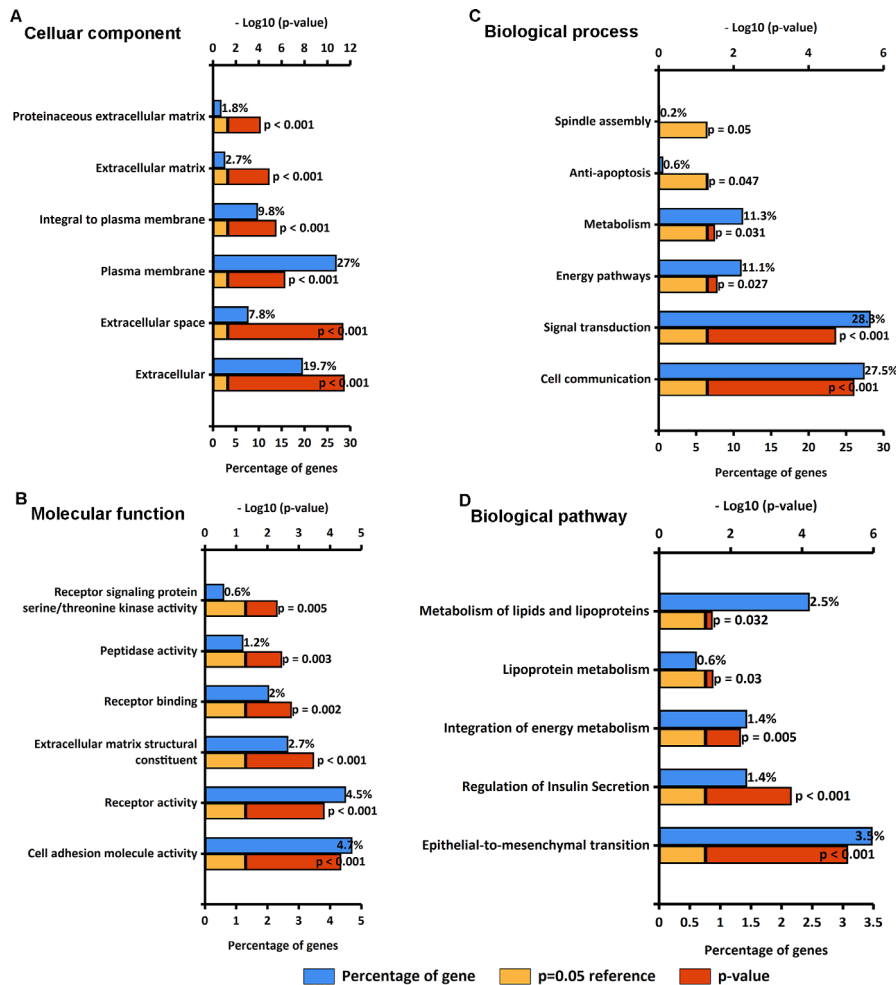 A
Celluar component
- Log10 (p-value)
0 2 4 6 8 10 12
Proteinaceous extracellular matrix
1.8%
p < 0.001
Extracellular matrix
2.7%
p < 0.001
Integral to plasma membrane
9.8%
p < 0.001
Plasma membrane
27%
p < 0.001
Extracellular space
7.8%
p < 0.001
Extracellular
19.7%
p < 0.001
0 5 10 15 20 25 30
Percentage of genes
B
Molecular function
- Log10 (p-value)
0 1 2 3 4 5
Receptor signaling protein
serine/threonine kinase activity
0.6%
p = 0.005
Peptidase activity
1.2%
p = 0.003
Receptor binding
2%
p = 0.002
Extracellular matrix structural
constituent
2.7%
p < 0.001
Receptor activity
4.5%
p < 0.001
Cell adhesion molecule activity
4.7%
p < 0.001
0 1 2 3 4 5
Percentage of genes
C
Biological process
- Log10 (p-value)
0 2 4 6
Spindle assembly
0.2%
p = 0.05
Anti-apoptosis
0.6%
p = 0.047
Metabolism
11.3%
p = 0.031
Energy pathways
11.1%
p = 0.027
Signal transduction
28.3%
p < 0.001
Cell communication
27.5%
p < 0.001
0 5 10 15 20 25 30
Percentage of genes
D
Biological pathway
- Log10 (p-value)
0 2 4 6
Metabolism of lipids and lipoproteins
2.5%
p = 0.032
Lipoprotein metabolism
0.6%
p = 0.03
Integration of energy metabolism
1.4%
p = 0.005
Regulation of Insulin Secretion
1.4%
p < 0.001
Epithelial-to-mesenchymal transition
3.5%
p < 0.001
0 0.5 1 1.5 2 2.5 3 3.5
Percentage of genes
Percentage of gene
p=0.05 reference
p-value